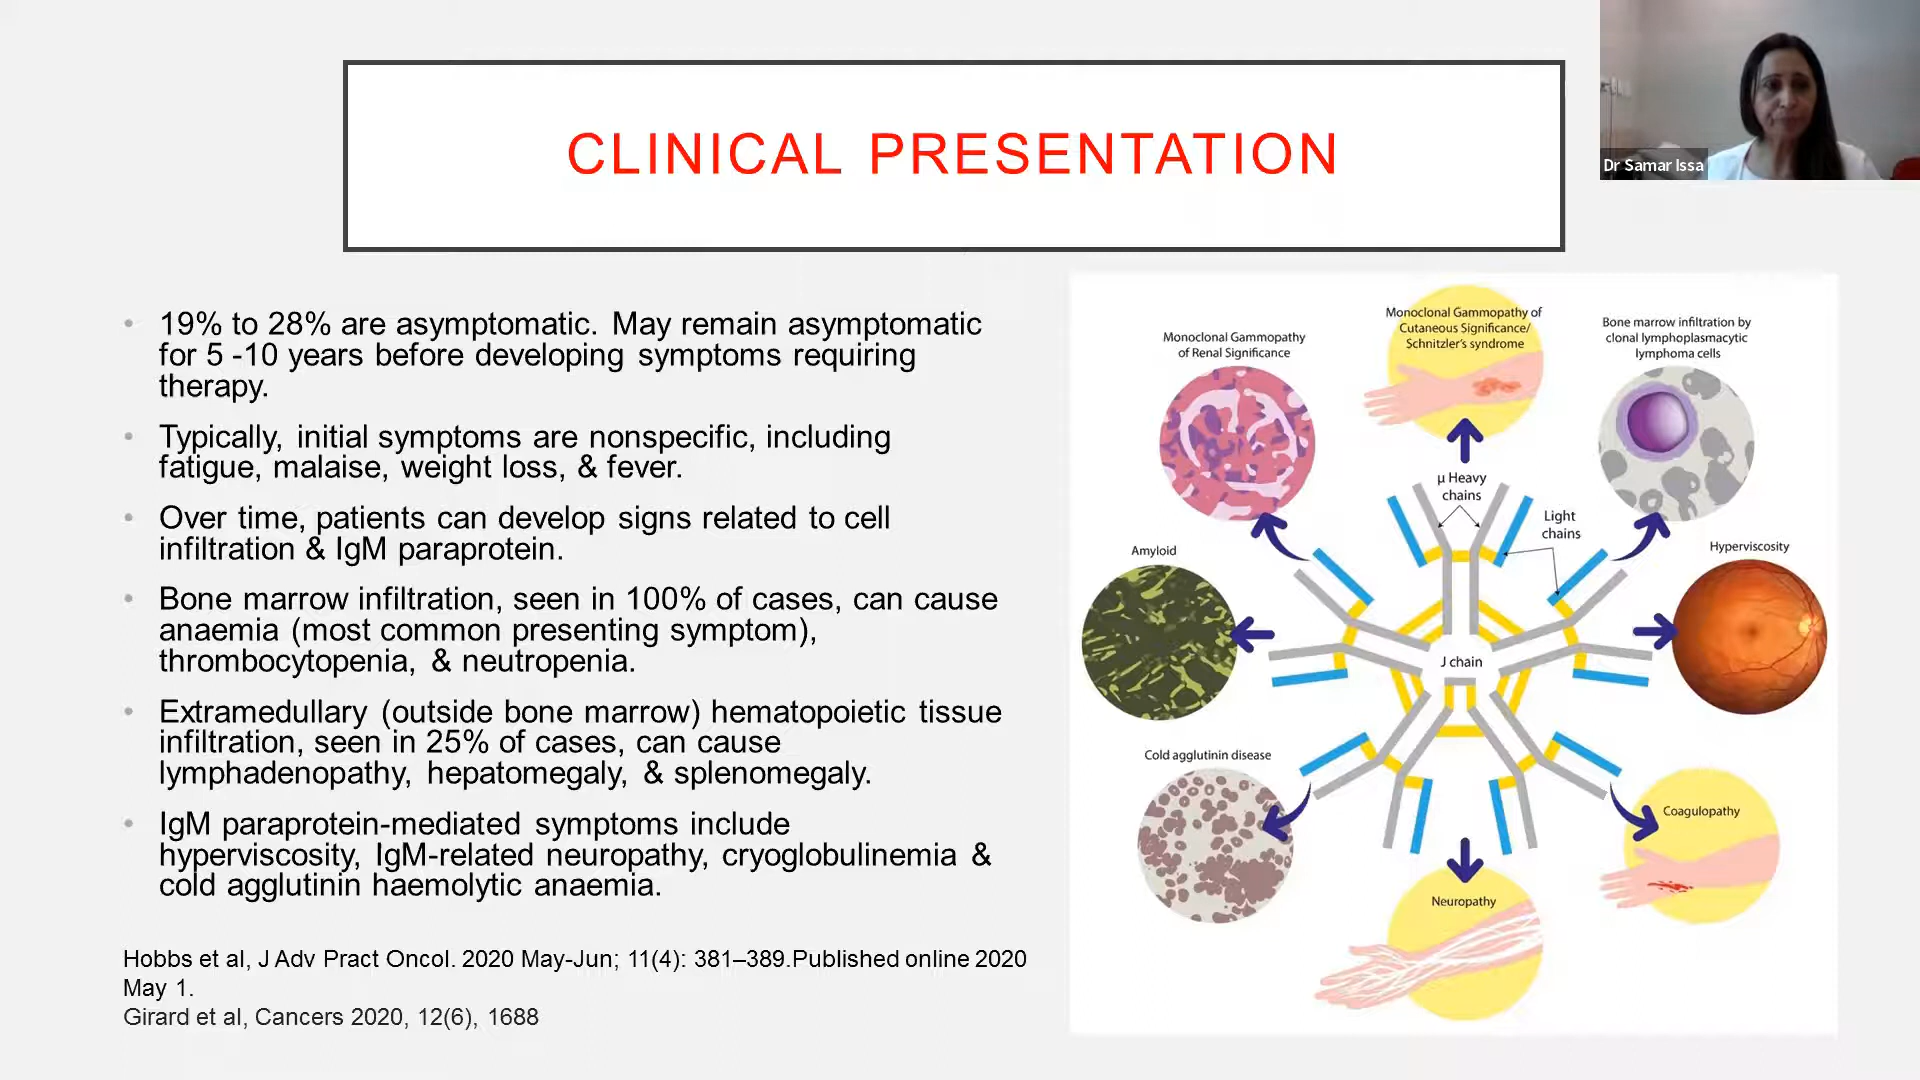 CLINICAL PRESENTATION
Dr Samar Issa
• 19% to 28% are asymptomatic. May remain asymptomatic
for 5 -10 years before developing symptoms requiring
therapy.
• Typically, initial symptoms are nonspecific, including
fatigue, malaise, weight loss, & fever.
• Over time, patients can develop signs related to cell
infiltration & IgM paraprotein.
• Bone marrow infiltration, seen in 100% of cases, can cause
anaemia (most common presenting symptom),
thrombocytopenia, & neutropenia.
• Extramedullary (outside bone marrow) hematopoietic tissue
infiltration, seen in 25% of cases, can cause
lymphadenopathy, hepatomegaly, & splenomegaly.
• IgM paraprotein-mediated symptoms include
hyperviscosity, IgM-related neuropathy, cryoglobulinemia &
cold agglutinin haemolytic anaemia.
Hobbs et al, J Adv Pract Oncol. 2020 May-Jun; 11(4): 381–389.Published online 2020
May 1.
Girard et al, Cancers 2020, 12(6), 1688
Monoclonal Gammopathy
of Renal Significance
Monoclonal Gammopathy of
Cutaneous Significance/
Schnitzler's syndrome
Bone marrow infiltration by
clonal lymphoplasmacytic
lymphoma cells
μ Heavy
chains
Light
chains
Amyloid
Hyperviscosity
J chain
Cold agglutinin disease
Coagulopathy
Neuropathy